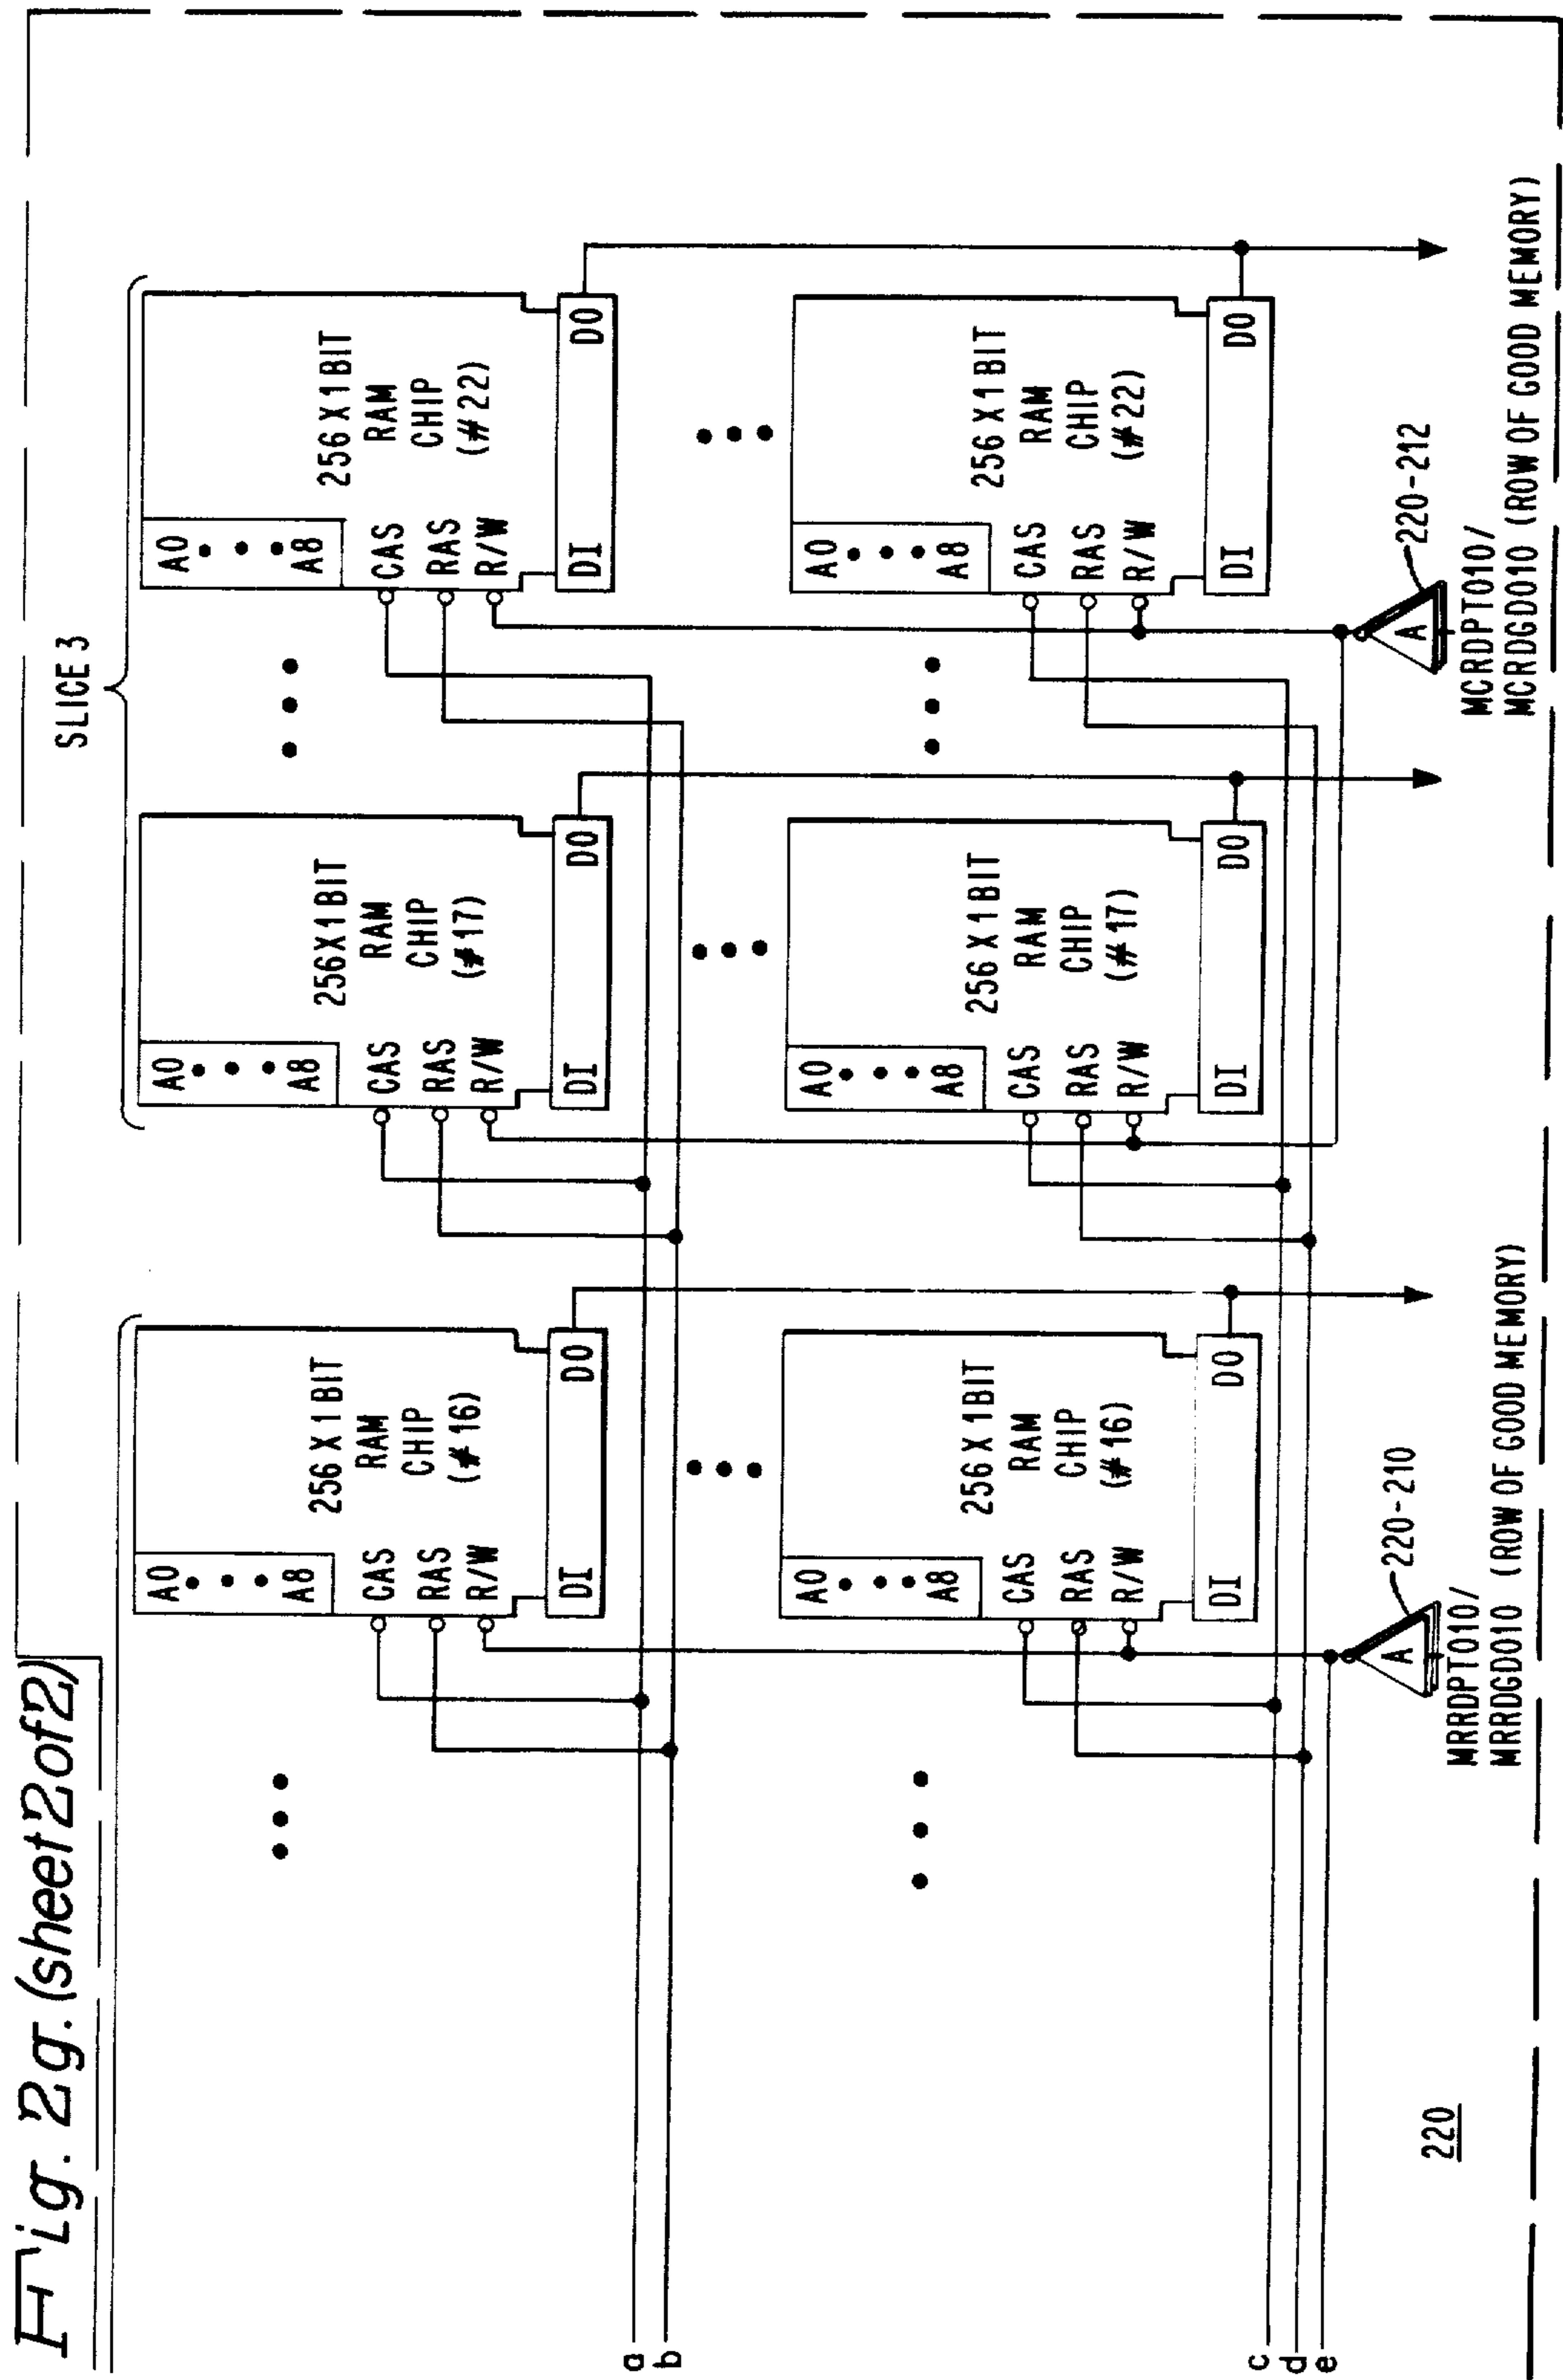 Fig. 2g. (sheet 2 of 2)
SLICE 3
A0
A8
CAS
RAS
R/W
DI
DO
256 X 1 BIT
RAM
CHIP
(#16)
A0
A8
CAS
RAS
R/W
DI
DO
256 X 1 BIT
RAM
CHIP
(#17)
A0
A8
CAS
RAS
R/W
DI
DO
256 X 1 BIT
RAM
CHIP
(#22)
a
b
A0
A8
CAS
RAS
R/W
DI
DO
256 X 1 BIT
RAM
CHIP
(#16)
A0
A8
CAS
RAS
R/W
DI
DO
256 X 1 BIT
RAM
CHIP
(#17)
A0
A8
CAS
RAS
R/W
DI
DO
256 X 1 BIT
RAM
CHIP
(#22)
c
d
e
A
220-210
A
220-212
220
MRRDPT010/
MRRDGD010 (ROW OF GOOD MEMORY)
MCRDPT010/
MCRDGD010 (ROW OF GOOD MEMORY)